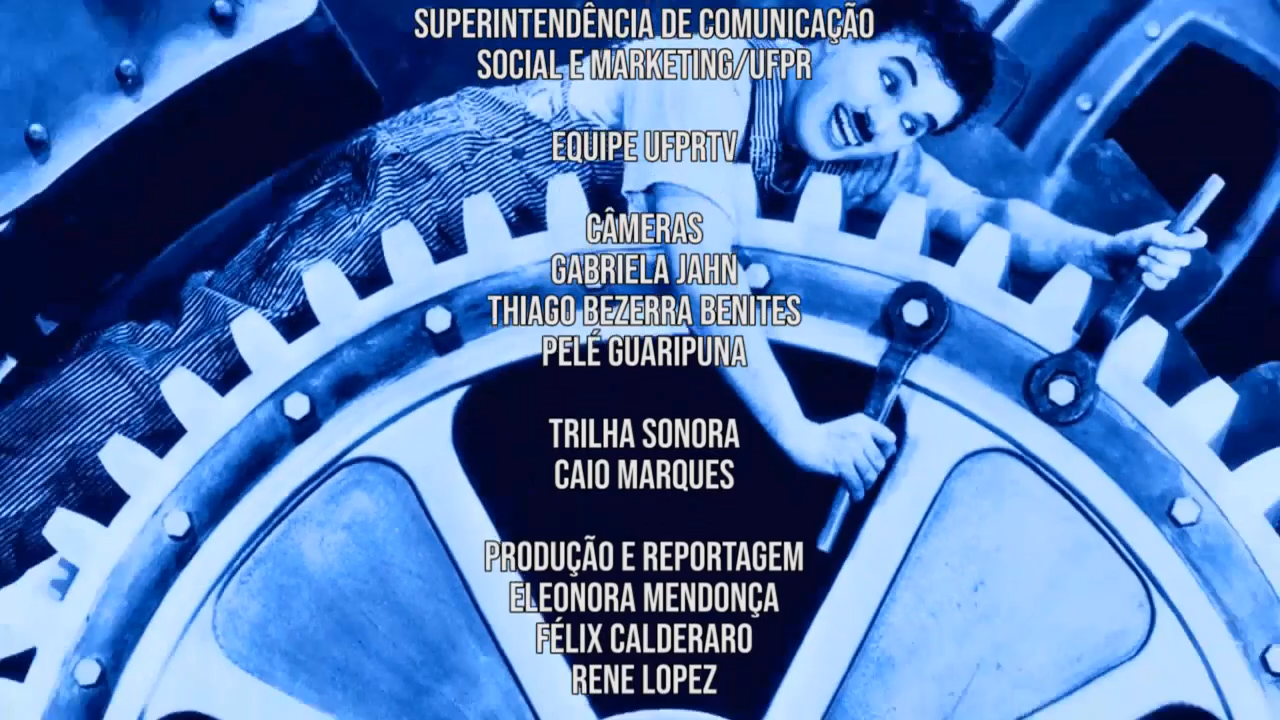 SUPERINTENDÊNCIA DE COMUNICAÇÃO
SOCIAL E MARKETING/UFPR
EQUIPE UFPRTV
CÂMERAS
GABRIELA JAHN
THIAGO BEZERRA BENITES
PELÉ GUARIPUNA
TRILHA SONORA
CAIO MARQUES
PRODUÇÃO E REPORTAGEM
ELEONORA MENDONÇA
FÉLIX CALDERARO
RENE LOPEZ